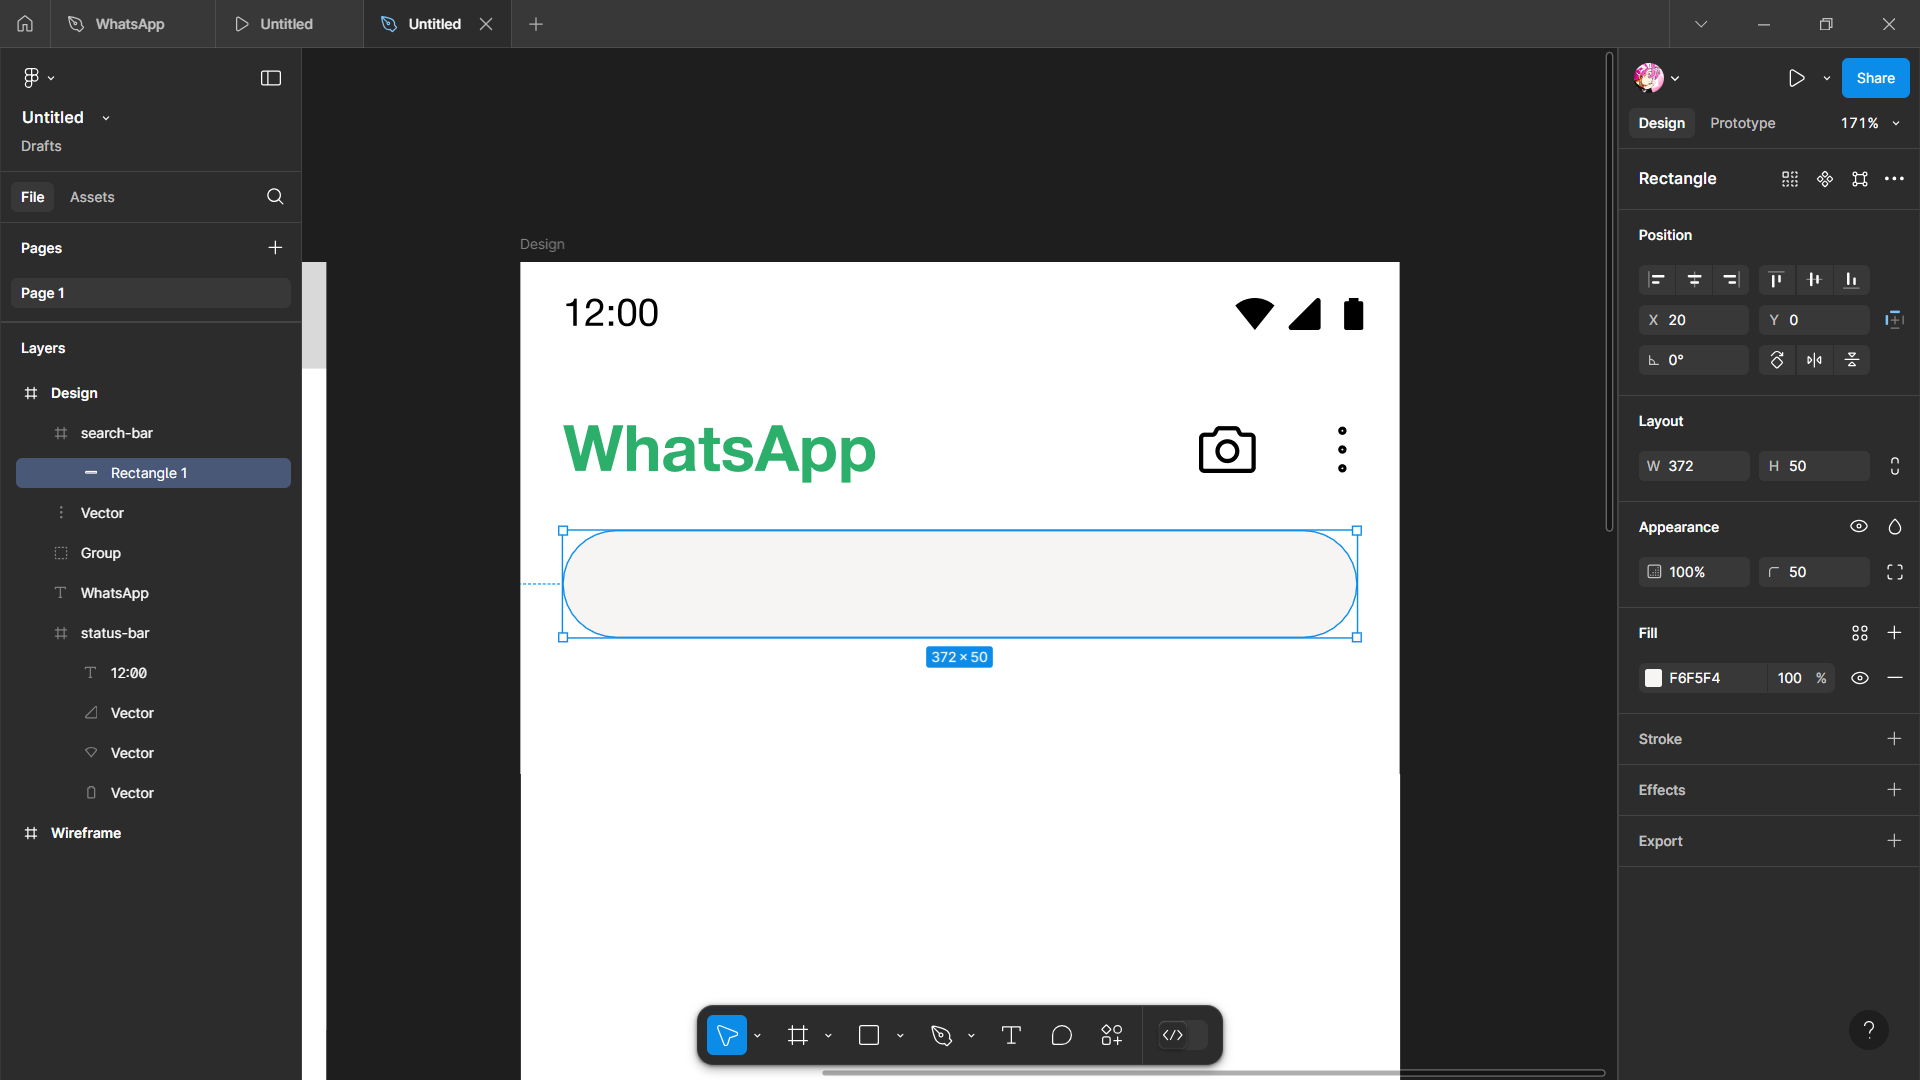 WhatsApp
Untitled
Untitled
Untitled
Drafts
File
Assets
Pages
Page 1
Layers
Design
search-bar
Rectangle 1
Vector
Group
WhatsApp
status-bar
12:00
Vector
Vector
Vector
Wireframe
Design
12:00
WhatsApp
372 × 50
Share
Design
Prototype
171%
Rectangle
Position
X 20
Y 0
0°
Layout
W 372
H 50
Appearance
100%
50
Fill
F6F5F4
100 %
Stroke
Effects
Export
?